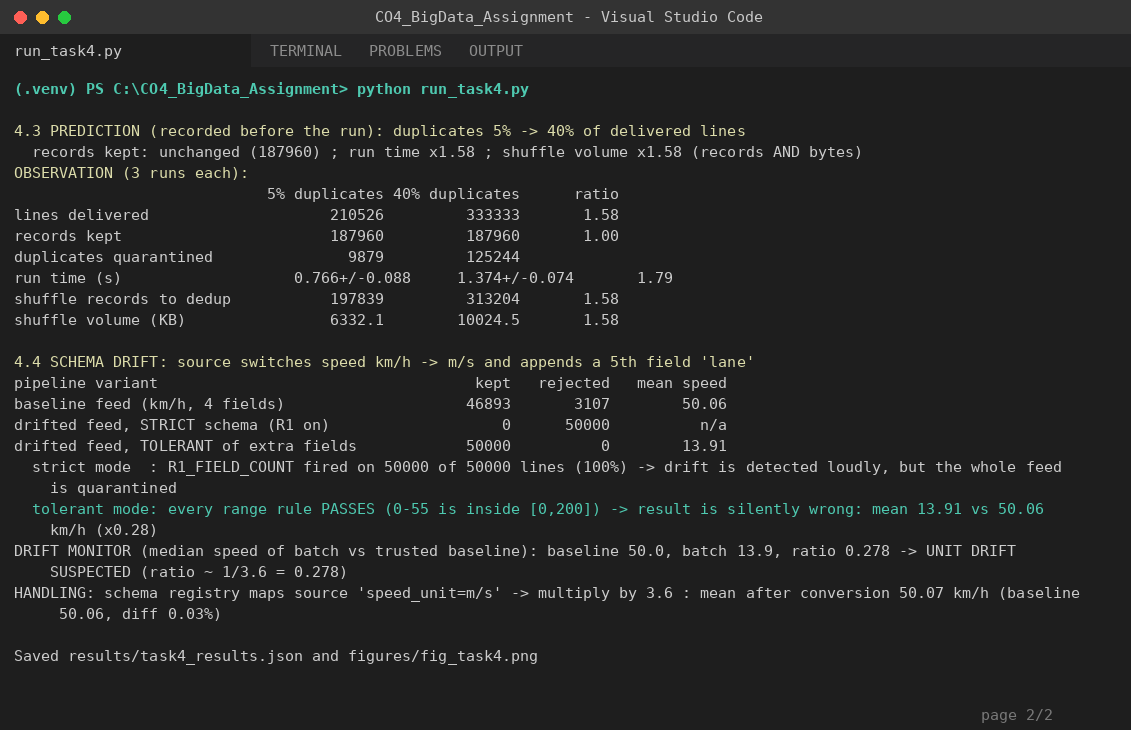 CO4_BigData_Assignment - Visual Studio Code
run_task4.py TERMINAL PROBLEMS OUTPUT
(.venv) PS C:\CO4_BigData_Assignment> python run_task4.py
4.3 PREDICTION (recorded before the run): duplicates 5% -> 40% of delivered lines
records kept: unchanged (187960) ; run time x1.58 ; shuffle volume x1.58 (records AND bytes)
OBSERVATION (3 runs each):
5% duplicates 40% duplicates ratio
lines delivered 210526 333333 1.58
records kept 187960 187960 1.00
duplicates quarantined 9879 125244
run time (s) 0.766+/-0.088 1.374+/-0.074 1.79
shuffle records to dedup 197839 313204 1.58
shuffle volume (KB) 6332.1 10024.5 1.58
4.4 SCHEMA DRIFT: source switches speed km/h -> m/s and appends a 5th field 'lane'
pipeline variant kept rejected mean speed
baseline feed (km/h, 4 fields) 46893 3107 50.06
drifted feed, STRICT schema (R1 on) 0 50000 n/a
drifted feed, TOLERANT of extra fields 50000 0 13.91
strict mode : R1_FIELD_COUNT fired on 50000 of 50000 lines (100%) -> drift is detected loudly, but the whole feed
is quarantined
tolerant mode: every range rule PASSES (0-55 is inside [0,200]) -> result is silently wrong: mean 13.91 vs 50.06
km/h (x0.28)
DRIFT MONITOR (median speed of batch vs trusted baseline): baseline 50.0, batch 13.9, ratio 0.278 -> UNIT DRIFT
SUSPECTED (ratio ~ 1/3.6 = 0.278)
HANDLING: schema registry maps source 'speed_unit=m/s' -> multiply by 3.6 : mean after conversion 50.07 km/h (baseline
50.06, diff 0.03%)
Saved results/task4_results.json and figures/fig_task4.png
page 2/2